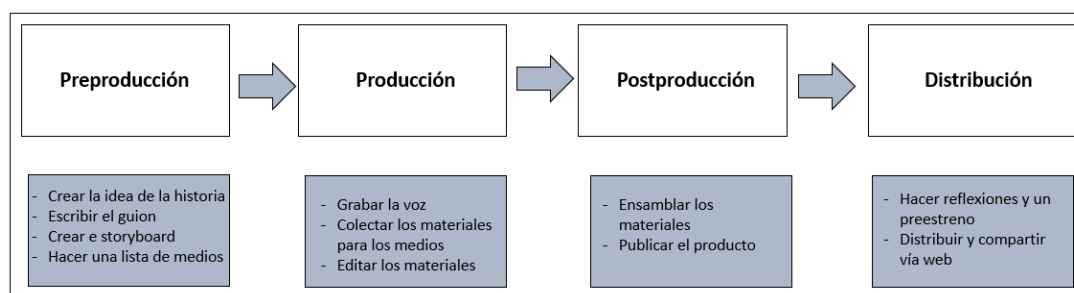 Preproducción
Producción
Postproducción
Distribución
- Crear la idea de la historia
- Escribir el guion
- Crear e storyboard
- Hacer una lista de medios
- Grabar la voz
- Colectar los materiales
para los medios
- Editar los materiales
- Ensamblar los
materiales
- Publicar el producto
- Hacer reflexiones y un
preestreno
- Distribuir y compartir
vía web